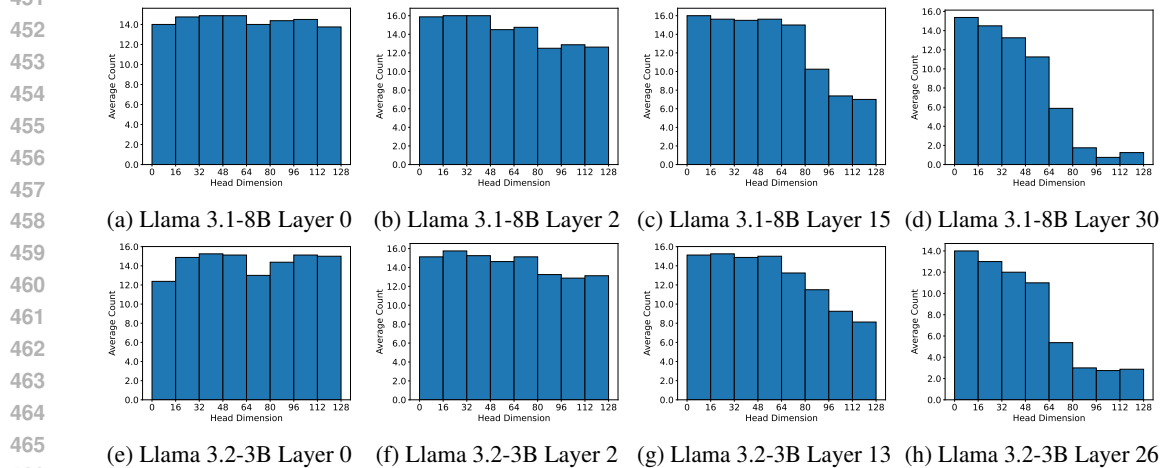 452
453
454
455
456
457
458
459
460
461
462
463
464
465
Average Count
14.0
12.0
10.0
8.0
6.0
4.0
2.0
0.0
0 16 32 48 64 80 96 112 128
Head Dimension
(a) Llama 3.1-8B Layer 0
Average Count
16.0
14.0
12.0
10.0
8.0
6.0
4.0
2.0
0.0
0 16 32 48 64 80 96 112 128
Head Dimension
(b) Llama 3.1-8B Layer 2
Average Count
16.0
14.0
12.0
10.0
8.0
6.0
4.0
2.0
0.0
0 16 32 48 64 80 96 112 128
Head Dimension
(c) Llama 3.1-8B Layer 15
Average Count
16.0
14.0
12.0
10.0
8.0
6.0
4.0
2.0
0.0
0 16 32 48 64 80 96 112 128
Head Dimension
(d) Llama 3.1-8B Layer 30
Average Count
16.0
14.0
12.0
10.0
8.0
6.0
4.0
2.0
0.0
0 16 32 48 64 80 96 112 128
Head Dimension
(e) Llama 3.2-3B Layer 0
Average Count
16.0
14.0
12.0
10.0
8.0
6.0
4.0
2.0
0.0
0 16 32 48 64 80 96 112 128
Head Dimension
(f) Llama 3.2-3B Layer 2
Average Count
16.0
14.0
12.0
10.0
8.0
6.0
4.0
2.0
0.0
0 16 32 48 64 80 96 112 128
Head Dimension
(g) Llama 3.2-3B Layer 13
Average Count
14.0
12.0
10.0
8.0
6.0
4.0
2.0
0.0
0 16 32 48 64 80 96 112 128
Head Dimension
(h) Llama 3.2-3B Layer 26